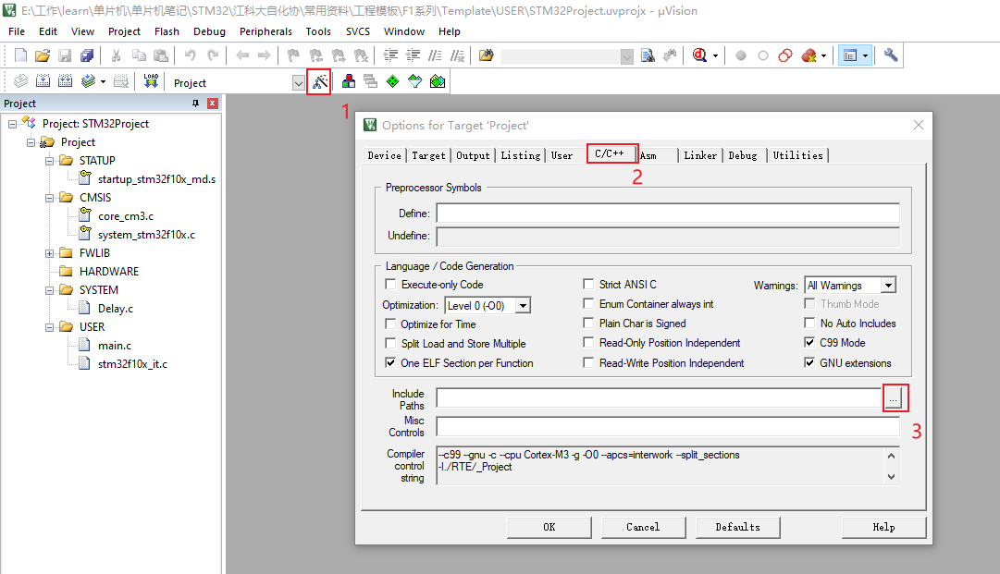 E:\工作\learn\单片机\单片机笔记\STM32\江科大自化协\常用资料\工程模板\F1系列\Template\USER\STM32Project.uvprojx - µVision
File Edit View Project Flash Debug Peripherals Tools SVCS Window Help
LOAD
Project
1
Project
Project: STM32Project
Project
STATUP
startup_stm32f10x_md.s
CMSIS
core_cm3.c
system_stm32f10x.c
FWLIB
HARDWARE
SYSTEM
Delay.c
USER
main.c
stm32f10x_it.c
Options for Target 'Project'
Device Target Output Listing User C/C++ Asm Linker Debug Utilities
2
Preprocessor Symbols
Define:
Undefine:
Language / Code Generation
Execute-only Code
Strict ANSI C
Warnings: All Warnings
Optimization: Level 0 (-O0)
Enum Container always int
Thumb Mode
Optimize for Time
Plain Char is Signed
No Auto Includes
Split Load and Store Multiple
Read-Only Position Independent
C99 Mode
One ELF Section per Function
Read-Write Position Independent
GNU extensions
Include
Paths
...
3
Misc
Controls
Compiler
control
string
--c99 --gnu -c --cpu Cortex-M3 -g -O0 --apcs=interwork --split_sections
-I./RTE/_Project
OK Cancel Defaults Help